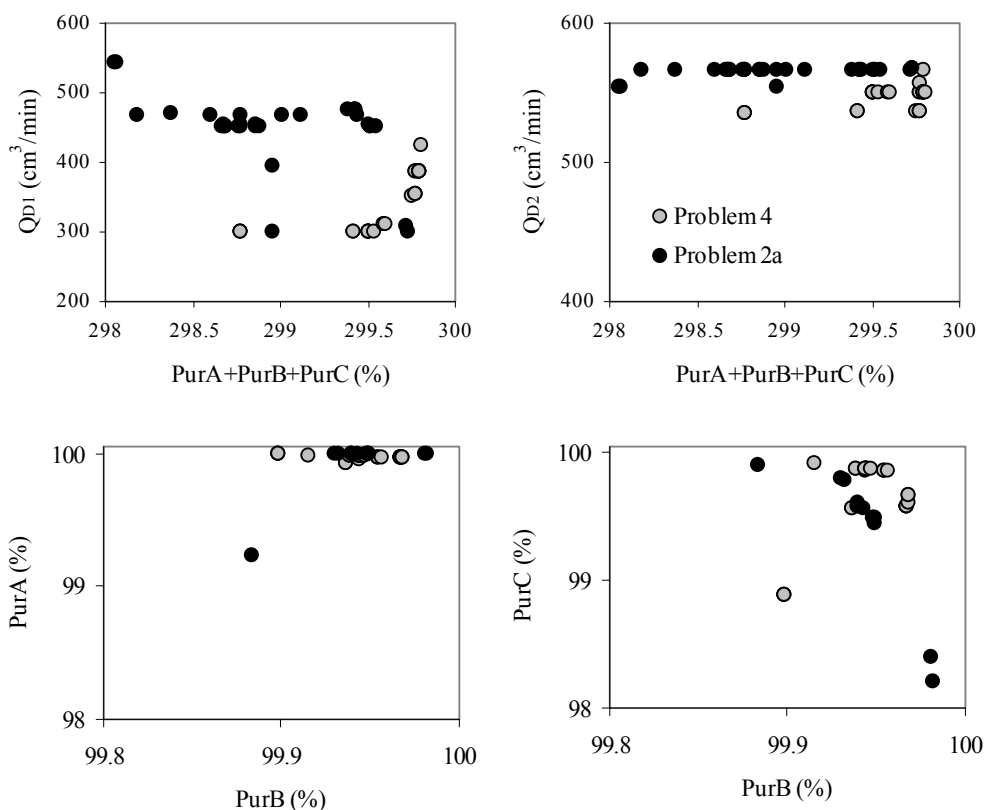 600
500
400
300
200
QD1 (cm³/min)
298 298.5 299 299.5 300
PurA+PurB+PurC (%)
600
500
400
QD2 (cm³/min)
Problem 4
Problem 2a
298 298.5 299 299.5 300
PurA+PurB+PurC (%)
100
99
98
PurA (%)
99.8 99.9 100
PurB (%)
100
99
98
PurC (%)
99.8 99.9 100
PurB (%)